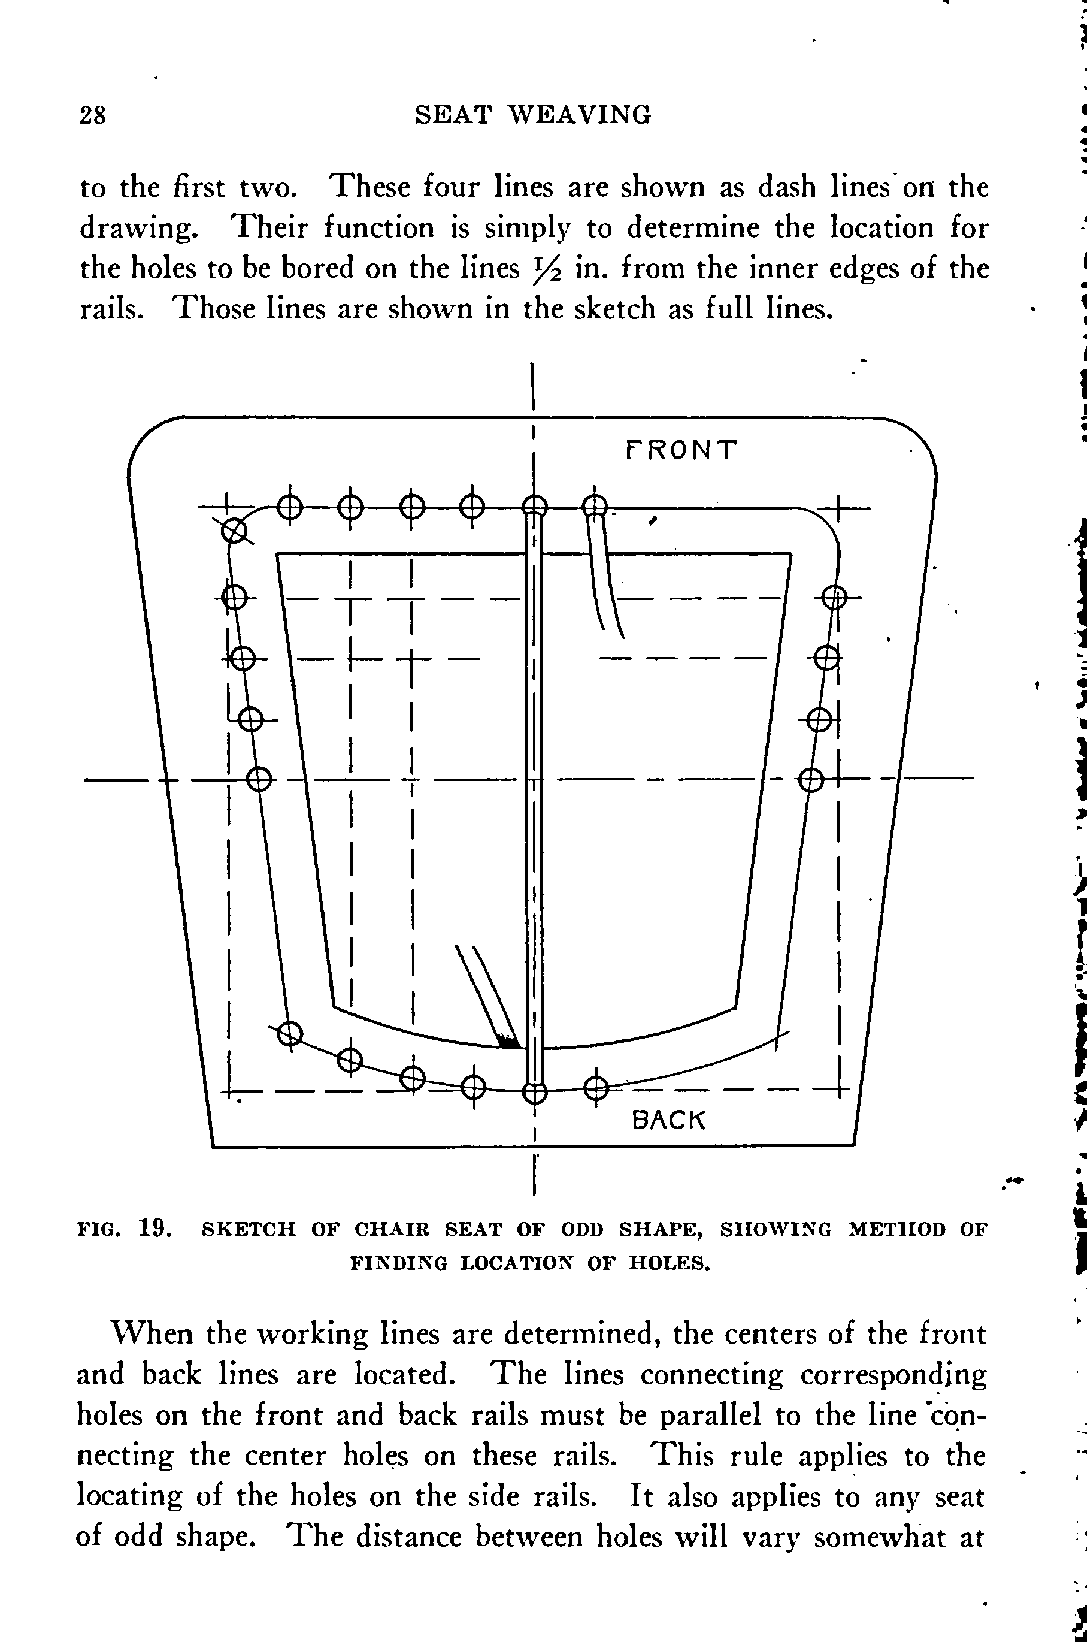 28 SEAT WEAVING
to the first two. These four lines are shown as dash lines on the
drawing. Their function is simply to determine the location for
the holes to be bored on the lines ½ in. from the inner edges of the
rails. Those lines are shown in the sketch as full lines.
FRONT
BACK
FIG. 19. SKETCH OF CHAIR SEAT OF ODD SHAPE, SHOWING METHOD OF
FINDING LOCATION OF HOLES.
When the working lines are determined, the centers of the front
and back lines are located. The lines connecting corresponding
holes on the front and back rails must be parallel to the line con-
necting the center holes on these rails. This rule applies to the
locating of the holes on the side rails. It also applies to any seat
of odd shape. The distance between holes will vary somewhat at